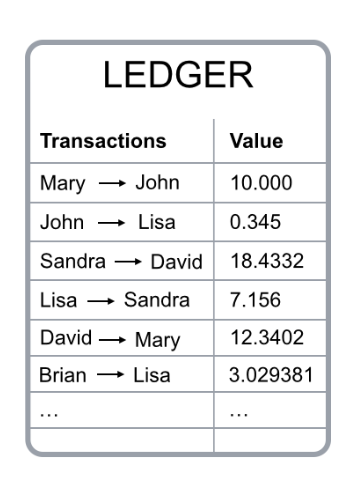 LEDGER
Transactions Value
Mary → John 10.000
John → Lisa 0.345
Sandra → David 18.4332
Lisa → Sandra 7.156
David → Mary 12.3402
Brian → Lisa 3.029381
... ...